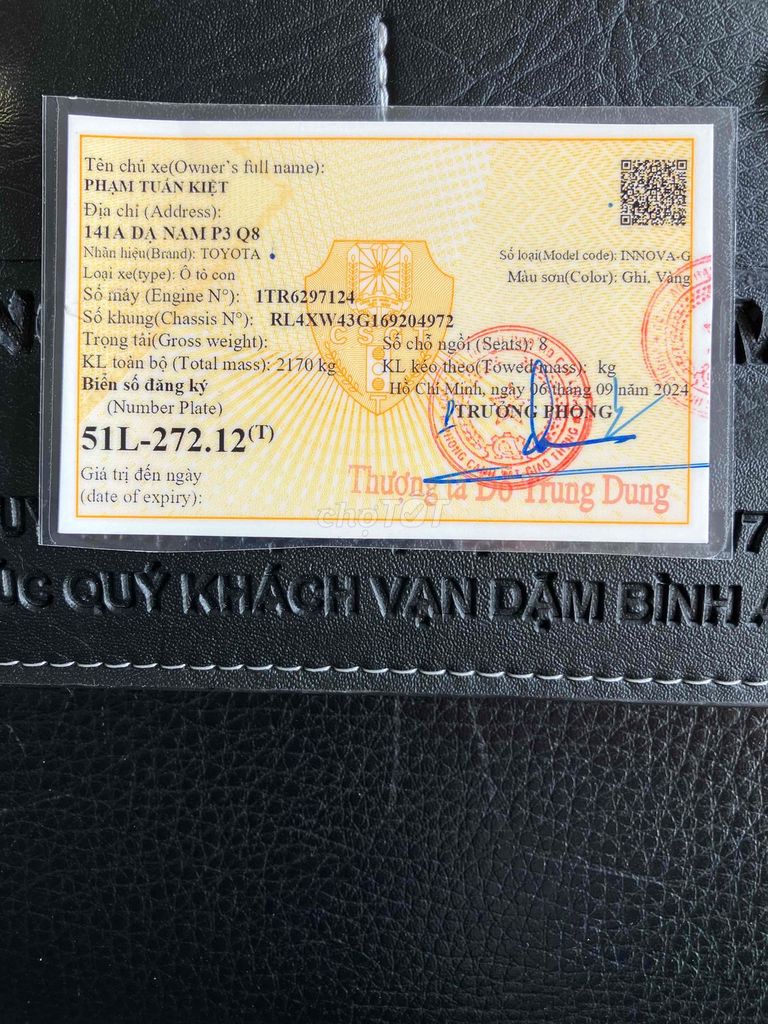 Tên chủ xe(Owner's full name):
PHẠM TUẤN KIỆT
Địa chỉ (Address):
141A DẠ NAM P3 Q8
Nhãn hiệu(Brand): TOYOTA Số loại(Model code): INNOVA-G
Loại xe(type): Ô tô con Màu sơn(Color): Ghi, Vàng
Số máy (Engine N°): 1TR6297124
Số khung(Chassis N°): RL4XW43G169204972
Trọng tải(Gross weight): Số chỗ ngồi (Seats): 8
KL toàn bộ (Total mass): 2170 kg KL kéo theo(Towed mass): kg
Biển số đăng ký Hồ Chí Minh, ngày 06 tháng 09 năm 2024
(Number Plate) TRƯỞNG PHÒNG
51L-272.12(T)
Giá trị đến ngày
(date of expiry):
Thượng tá Đỗ Trung Dung
chợTỐT
ÚC QUÝ KHÁCH VẠN DẶM BÌNH